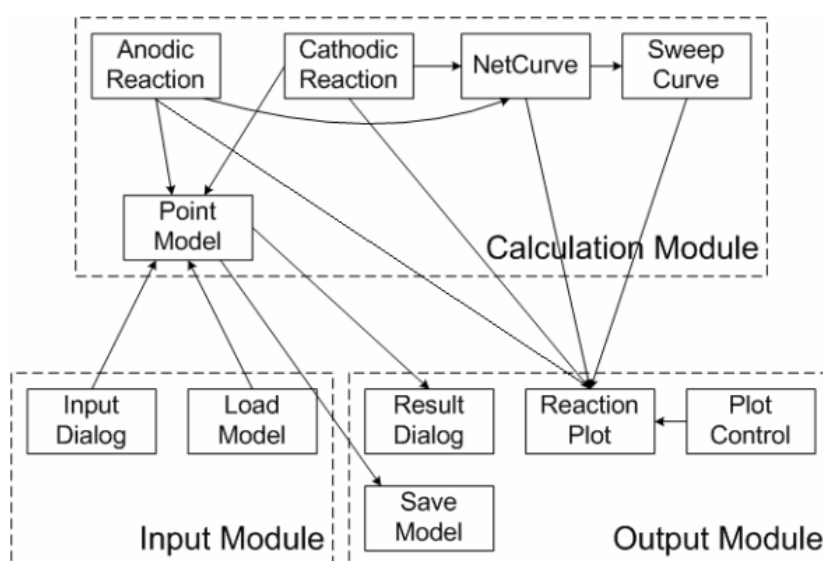 Anodic
Reaction
Cathodic
Reaction
NetCurve
Sweep
Curve
Point
Model
Calculation Module
Input
Dialog
Load
Model
Result
Dialog
Reaction
Plot
Plot
Control
Save
Model
Input Module
Output Module